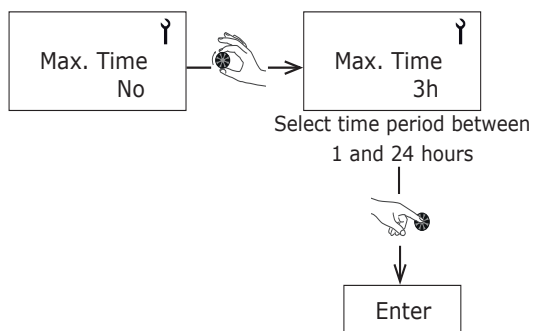 Max. Time
No
Max. Time
3h
Select time period between
1 and 24 hours
Enter